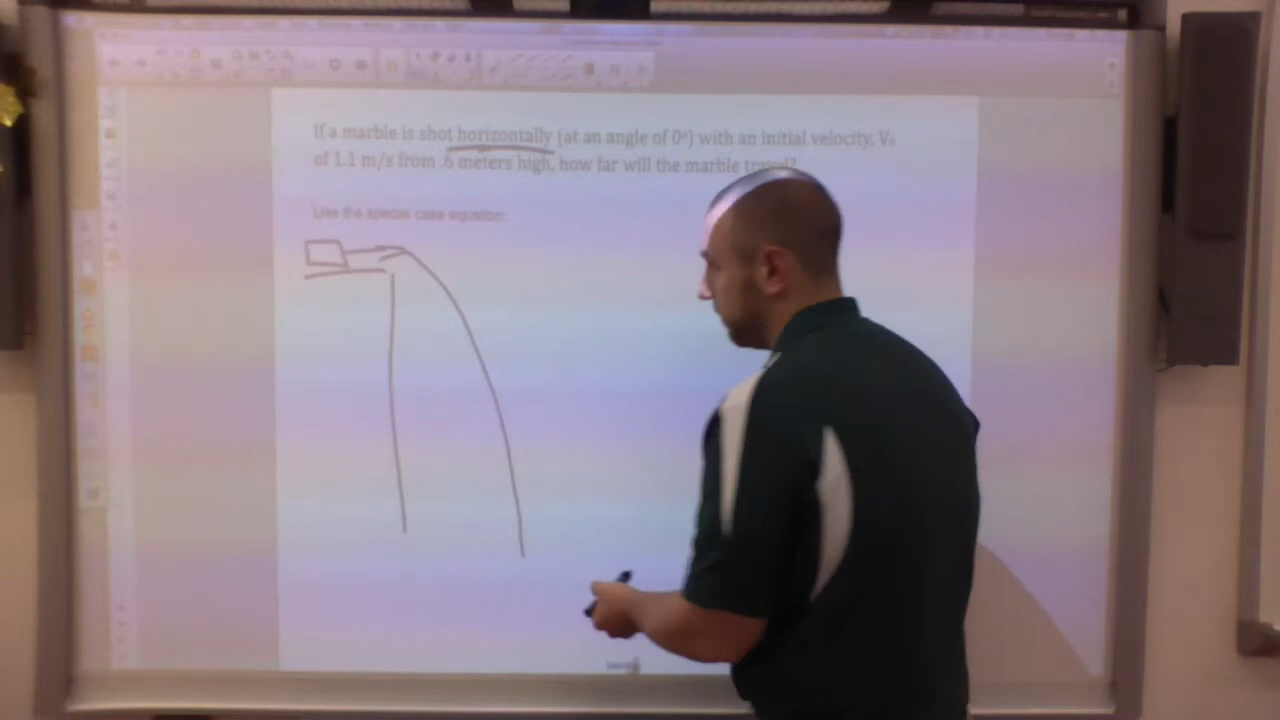 If a marble is shot horizontally (at an angle of 0°) with an initial velocity, V₀
of 1.1 m/s from .6 meters high, how far will the marble travel?
Use the special case equation: